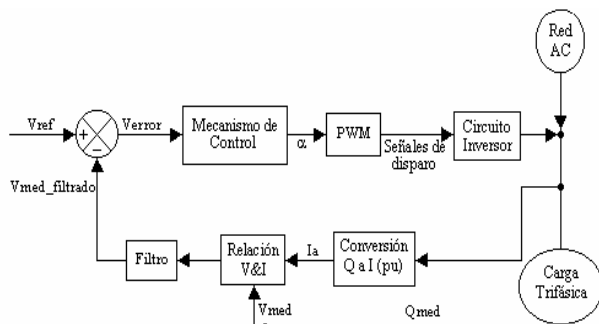 Red
AC
Vref
+
−
Verror
Mecanismo de
Control
α
PWM
Señales de
disparo
Circuito
Inversor
Vmed_filtrado
Filtro
Relación
V&I
Ia
Conversión
Q a I (pu)
Carga
Trifásica
Vmed
Qmed